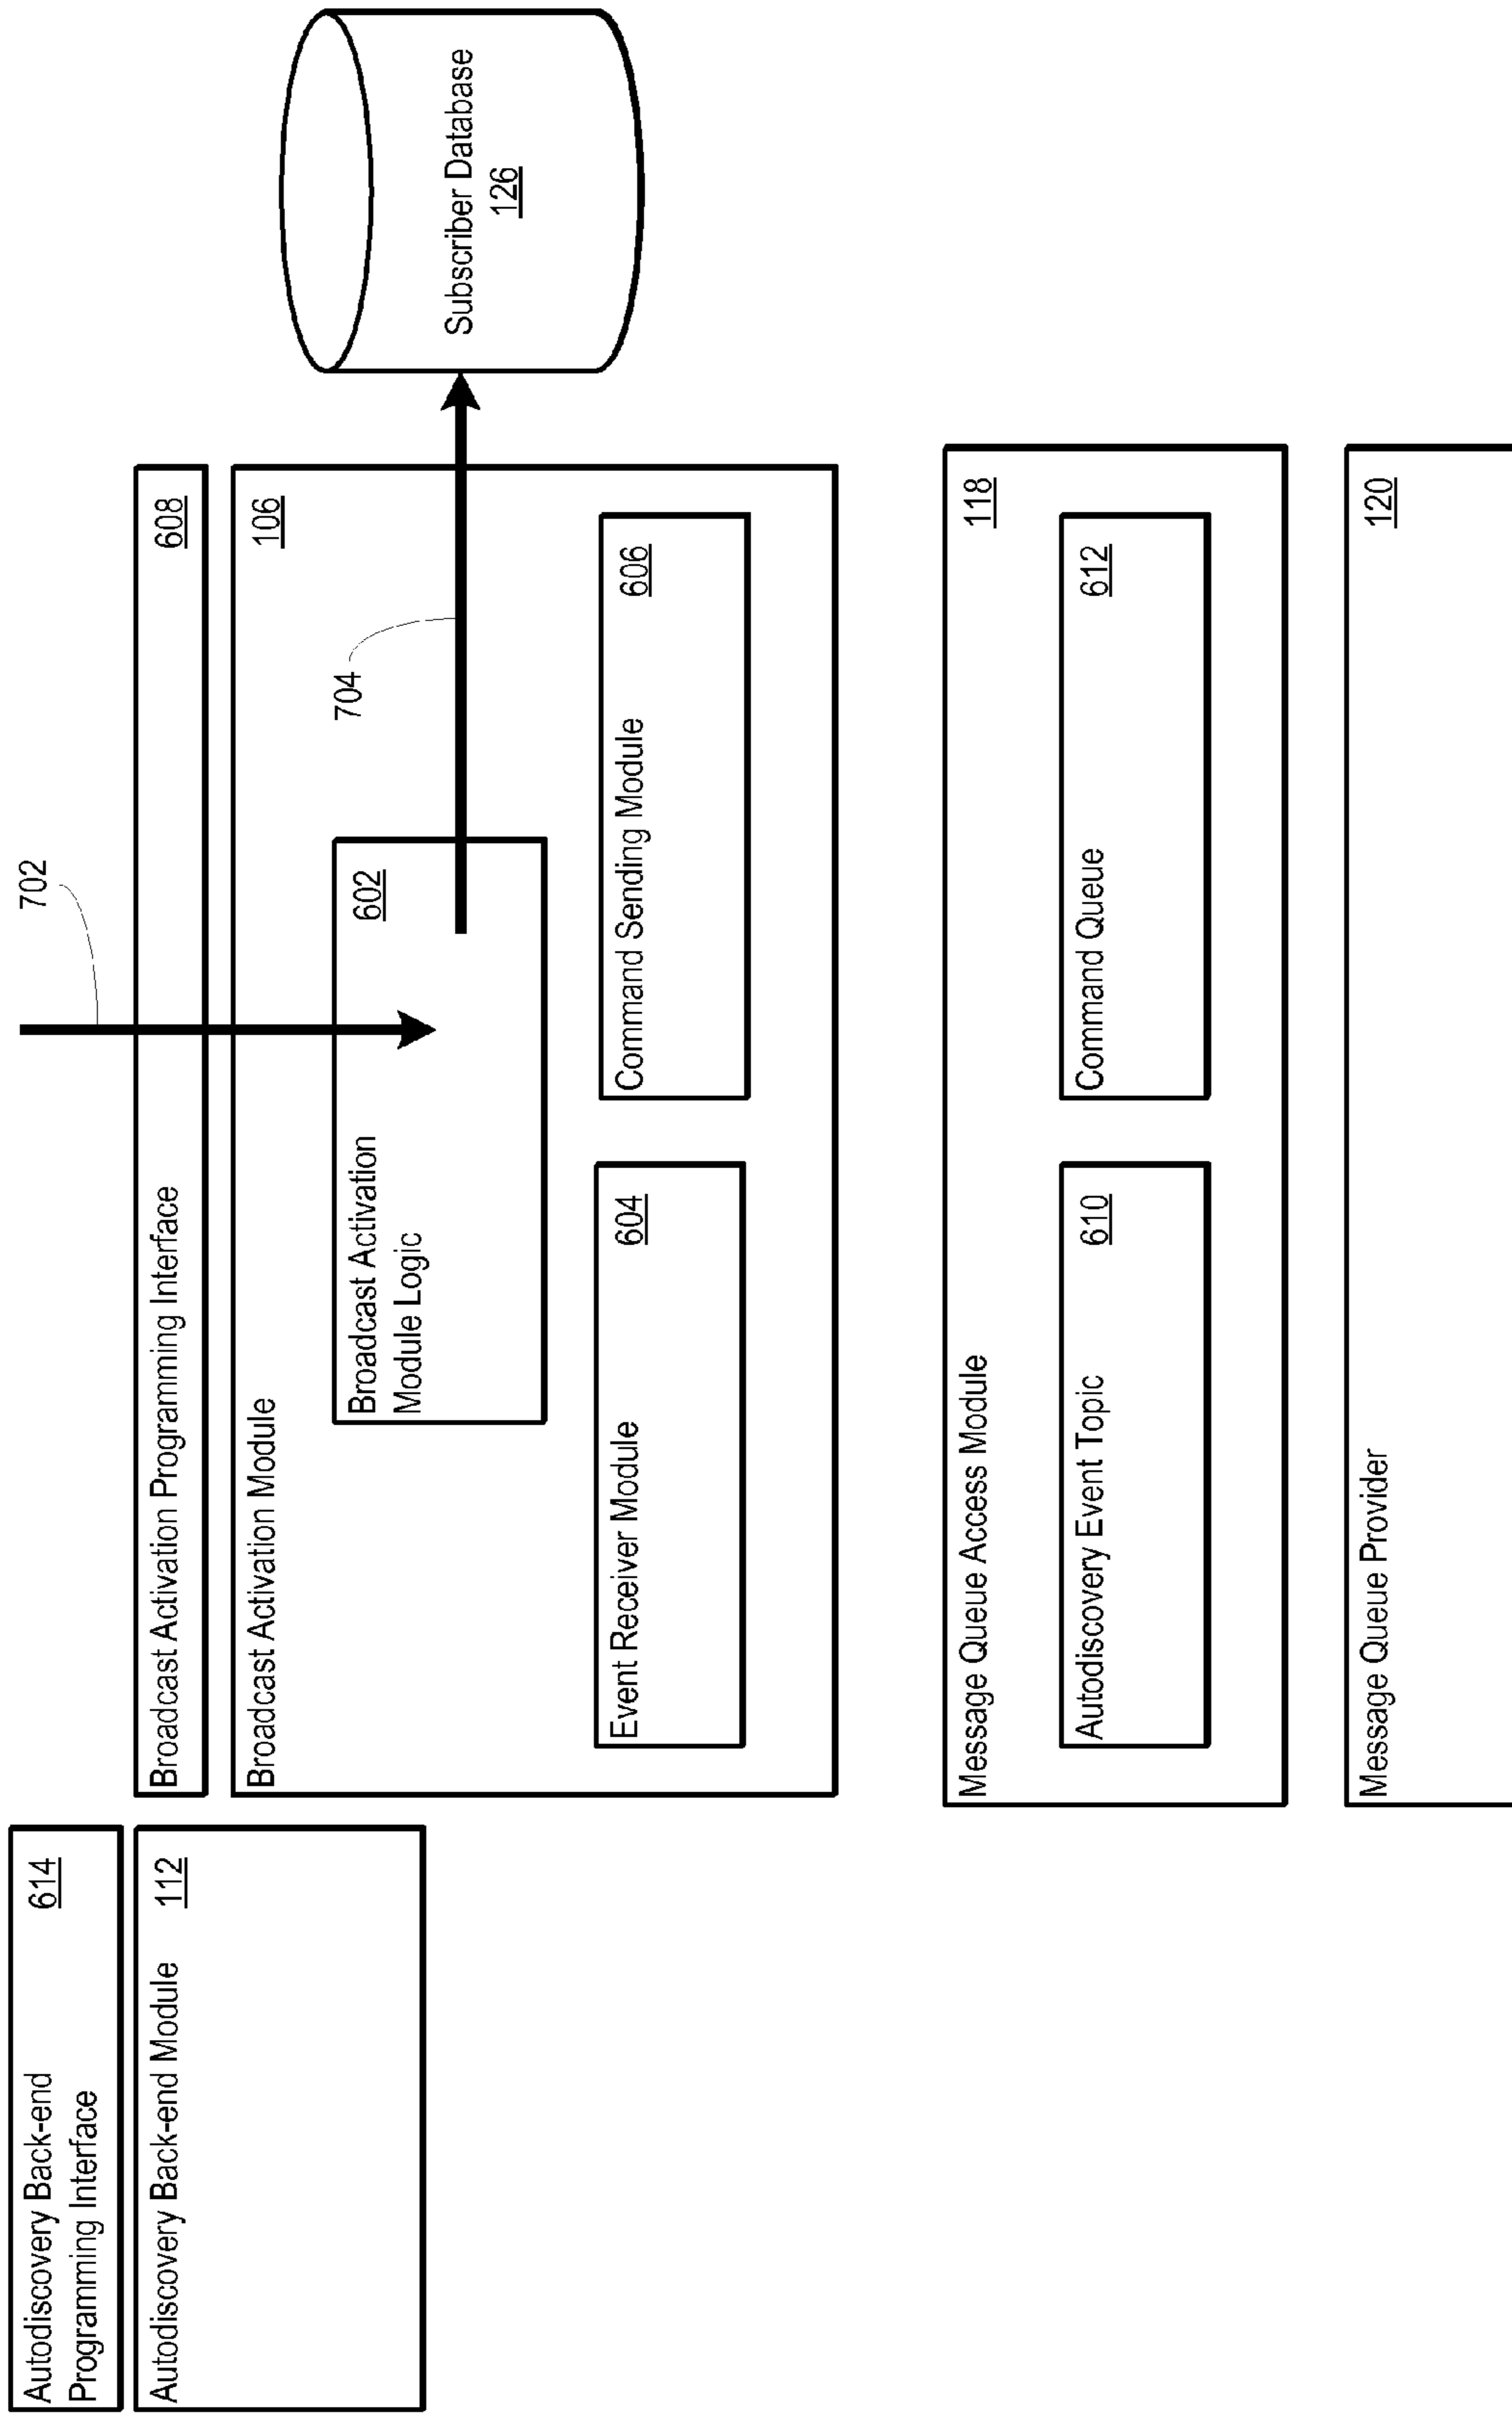 702
Autodiscovery Back-end
Programming Interface
614
Autodiscovery Back-end Module
112
Broadcast Activation Programming Interface
608
Broadcast Activation Module
106
Broadcast Activation
Module Logic
602
704
Subscriber Database
126
Event Receiver Module
604
Command Sending Module
606
Message Queue Access Module
118
Autodiscovery Event Topic
610
Command Queue
612
Message Queue Provider
120